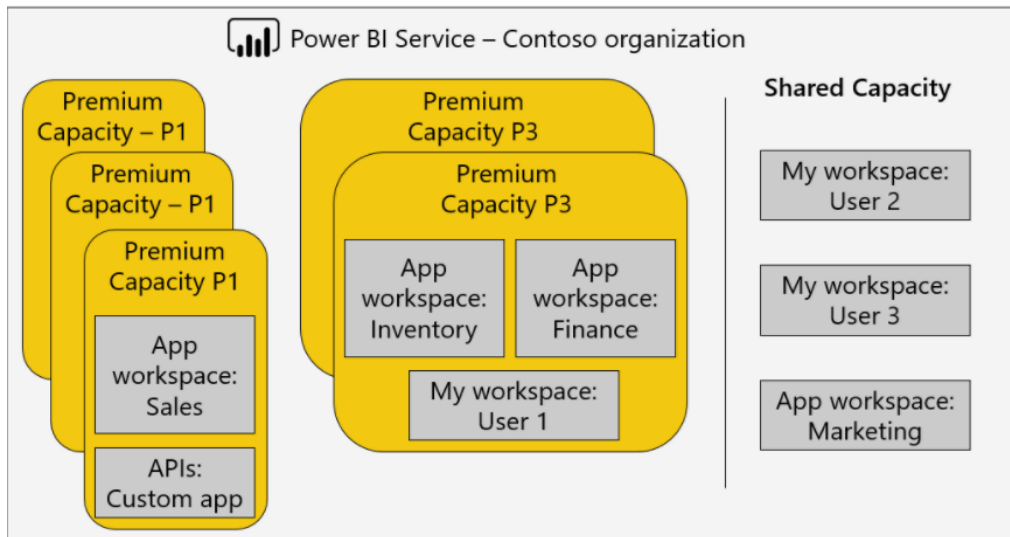 Power BI Service – Contoso organization
Premium
Capacity – P1
Premium
Capacity – P1
Premium
Capacity P1
App
workspace:
Sales
APIs:
Custom app
Premium
Capacity P3
Premium
Capacity P3
App
workspace:
Inventory
App
workspace:
Finance
My workspace:
User 1
Shared Capacity
My workspace:
User 2
My workspace:
User 3
App workspace:
Marketing